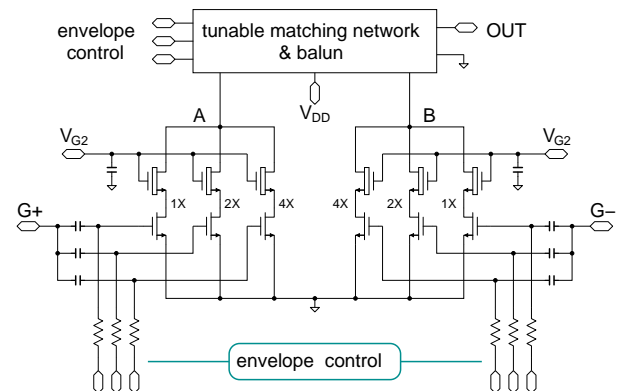 envelope control
tunable matching network & balun
OUT
A
V_DD
B
V_G2
V_G2
1X
2X
4X
4X
2X
1X
G+
G−
envelope control